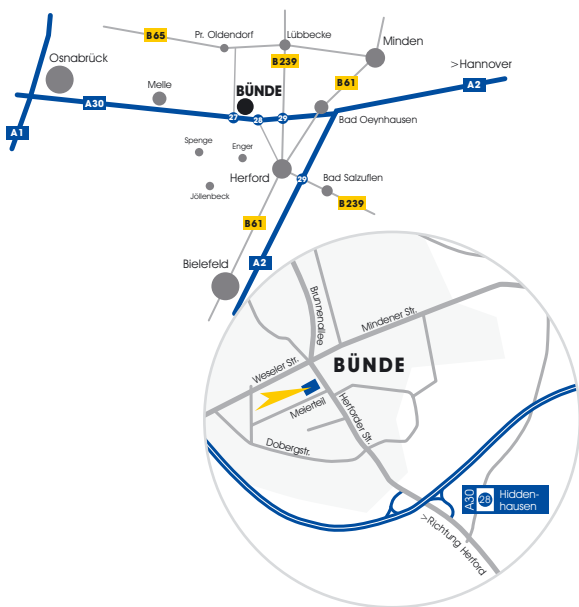 B65
Pr. Oldendorf
Lübbecke
Minden
Osnabrück
B239
>Hannover
Melle
BÜNDE
B61
A2
A30
27
28
29
Bad Oeynhausen
A1
Spenge
Enger
Herford
29
Bad Salzuflen
Jöllenbeck
B239
B61
Bielefeld
A2
Brunnenallee
Mindener Str.
Weseler Str.
BÜNDE
Meierteil
Herforder Str.
Dobergstr.
A30
28
Hidden-
hausen
>Richtung Herford